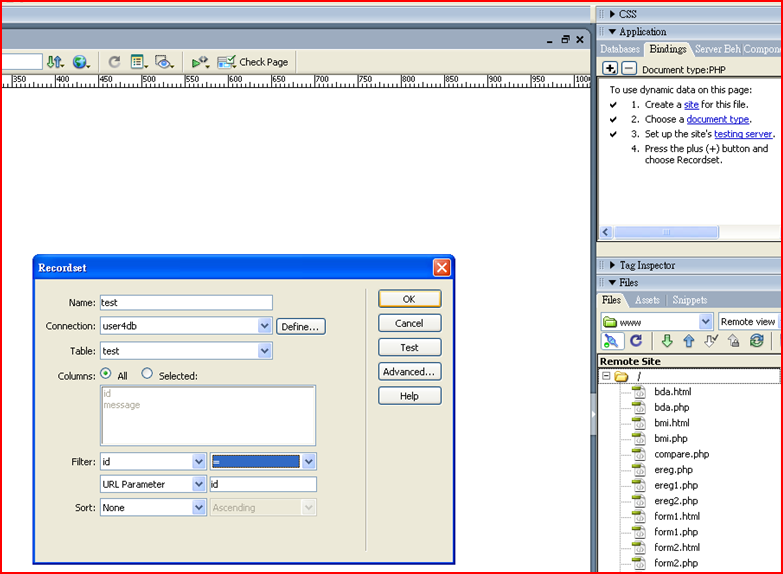 CSS
Application
Databases Bindings Server Beh Compone
Document type:PHP
To use dynamic data on this page:
1. Create a site for this file.
2. Choose a document type.
3. Set up the site's testing server.
4. Press the plus (+) button and
choose Recordset.
Check Page
350 400 450 500 550 600 650 700 750 800 850 900 950 1000
Recordset
Name: test
OK
Connection: user4db Define...
Cancel
Table: test
Test
Columns: All Selected:
Advanced...
id
message
Help
Filter: id =
URL Parameter id
Sort: None Ascending
Tag Inspector
Files
Files Assets Snippets
www Remote view
Remote Site
/
bda.html
bda.php
bmi.html
bmi.php
compare.php
ereg.php
ereg1.php
ereg2.php
form1.html
form1.php
form2.html
form2.php